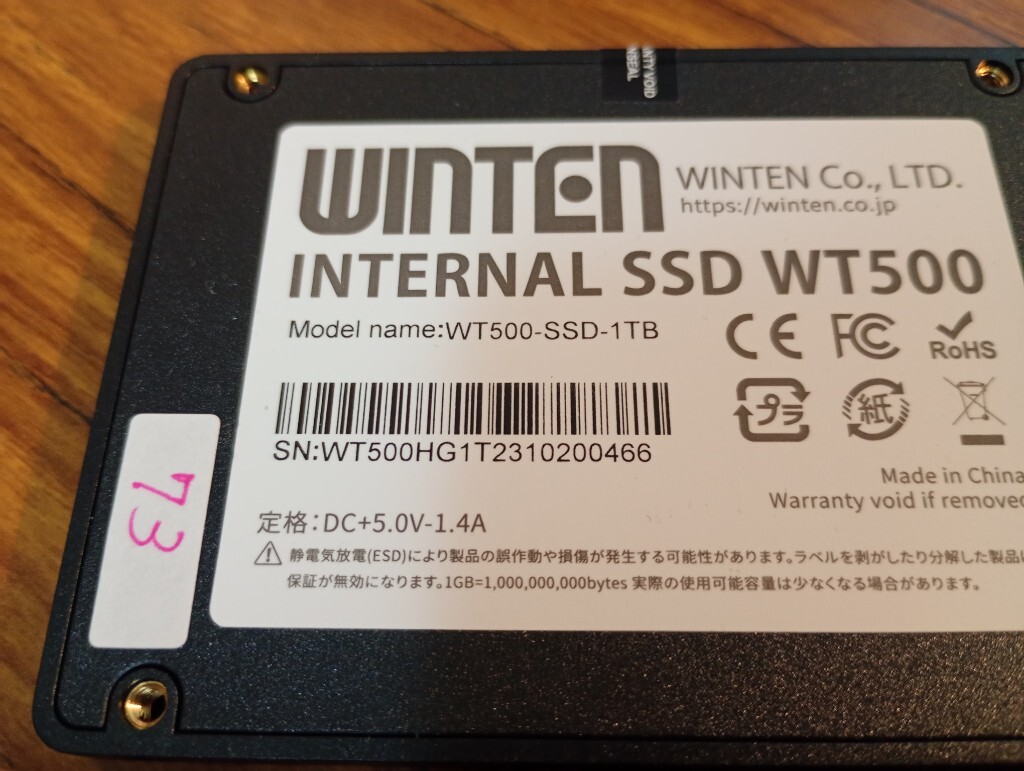 NTY VOID
NSEAL
WINTEN
WINTEN Co., LTD.
https://winten.co.jp
INTERNAL SSD WT500
Model name:WT500-SSD-1TB
CE FC RoHS
プラ 紙
SN:WT500HG1T2310200466
Made in China
Warranty void if removed
73
定格:DC+5.0V-1.4A
静電気放電(ESD)により製品の誤作動や損傷が発生する可能性があります。ラベルを剥がしたり分解した製品は
保証が無効になります。1GB=1,000,000,000bytes 実際の使用可能容量は少なくなる場合があります。